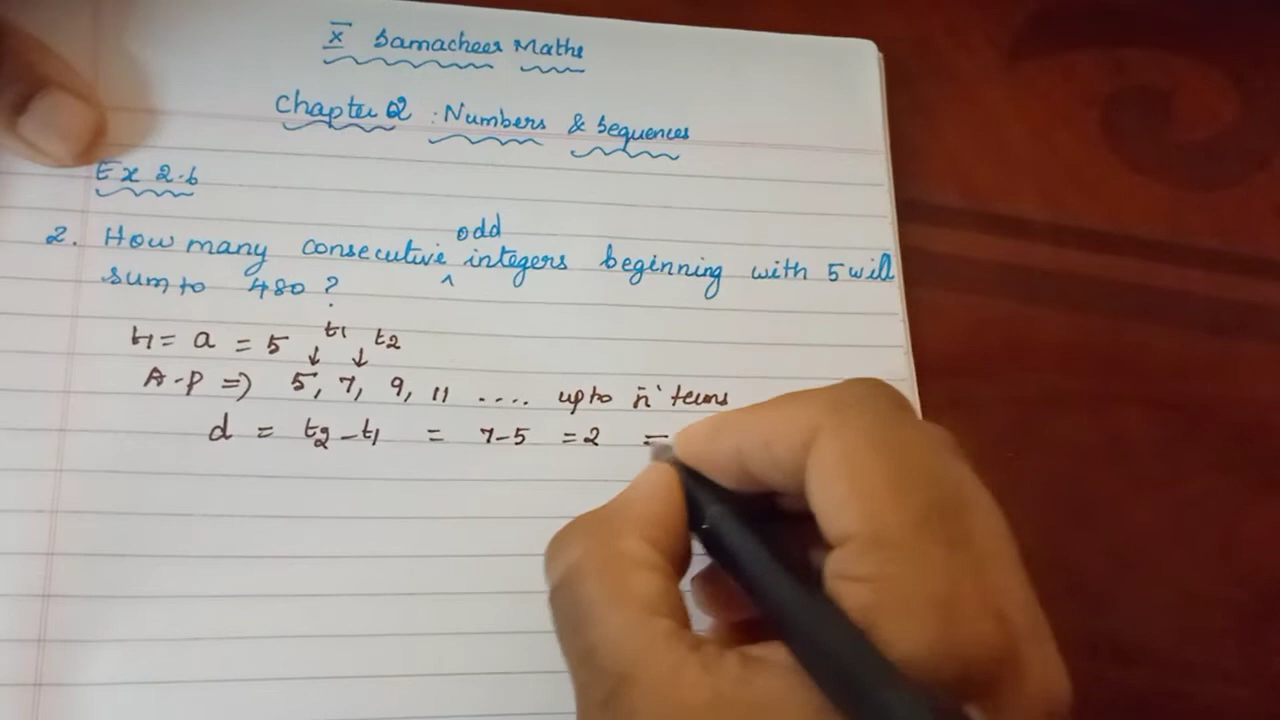 X Samacheer Maths
Chapter 2 : Numbers & Sequences
Ex 2.6
2. How many consecutive ^ odd integers beginning with 5 will
sum to 480 ?
t1 = a = 5
t1 t2
↓ ↓
A.P => 5, 7, 9, 11 .... upto 'n' terms
d = t2 - t1 = 7-5 = 2 =